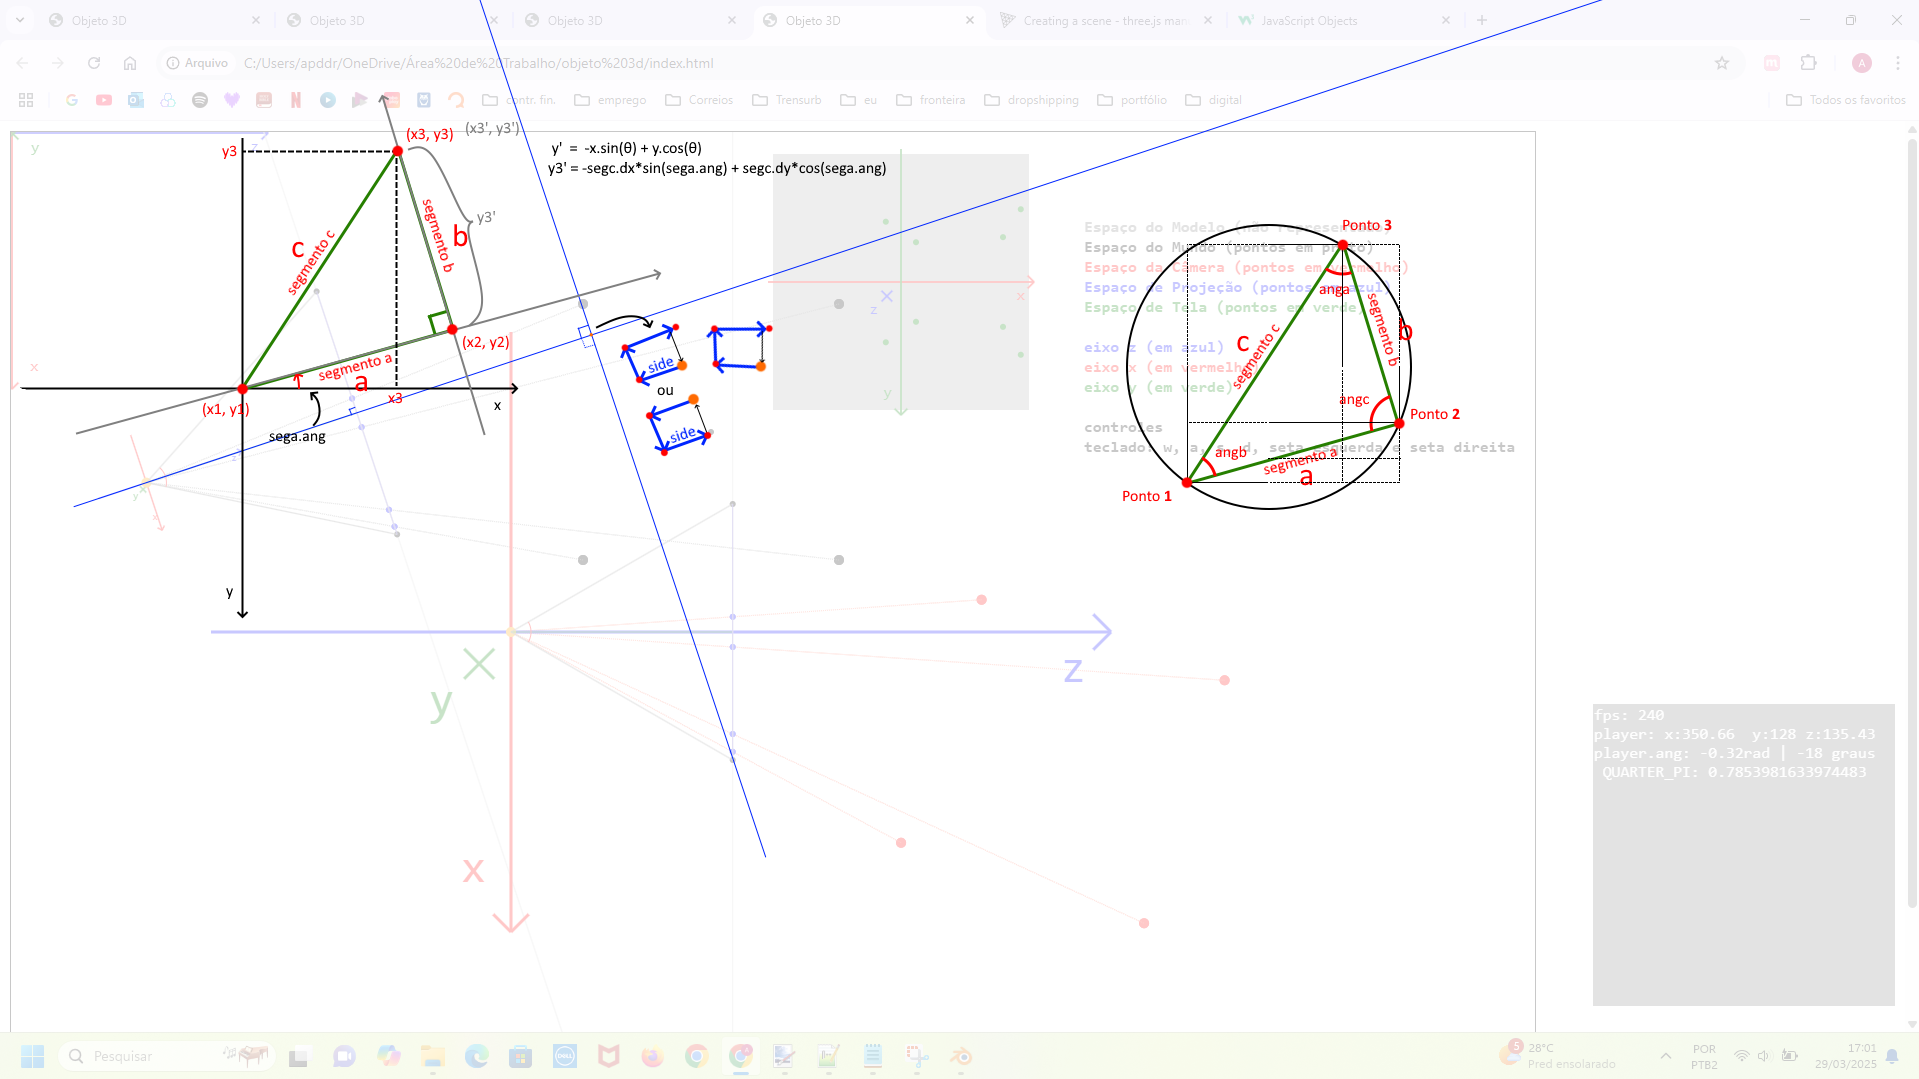 Objeto 3D
Objeto 3D
Objeto 3D
Objeto 3D
Creating a scene - three.js man
JavaScript Objects
Arquivo
C:/Users/apddr/OneDrive/Área%20de%20Trabalho/objeto%203d/index.html
contr. fin.
emprego
Correios
Transurb
eu
fronteira
dropshipping
portfólio
digital
Todos os favoritos
(x3, y3)
(x3', y3')
y3
z
y
y' = -x.sin(θ) + y.cos(θ)
y3' = -segc.dx*sin(sega.ang) + segc.dy*cos(sega.ang)
y3'
segmento b
b
c
segmento c
(x2, y2)
segmento a
a
x3
x
x
(x1, y1)
sega.ang
y
side
ou
side
z
x
y
Espaço do Modelo (não representado)
Espaço do Mundo (pontos em preto)
Espaço da Câmera (pontos em vermelho)
Espaço de Projeção (pontos em azul)
Espaço de Tela (pontos em verde)
eixo z (em azul)
eixo x (em vermelho)
eixo y (em verde)
controles
teclado: w, a, s, d, seta esquerda e seta direita
Ponto 3
anga
segmento b
b
c
segmento c
angc
Ponto 2
angb
segmento a
a
Ponto 1
y
x
z
y
z
x
fps: 240
player: x:350.66 y:128 z:135.43
player.ang: -0.32rad | -18 graus
QUARTER_PI: 0.7853981633974483
Pesquisar
DELL
5
28°C
Pred ensolarado
POR
PTB2
17:01
29/03/2025